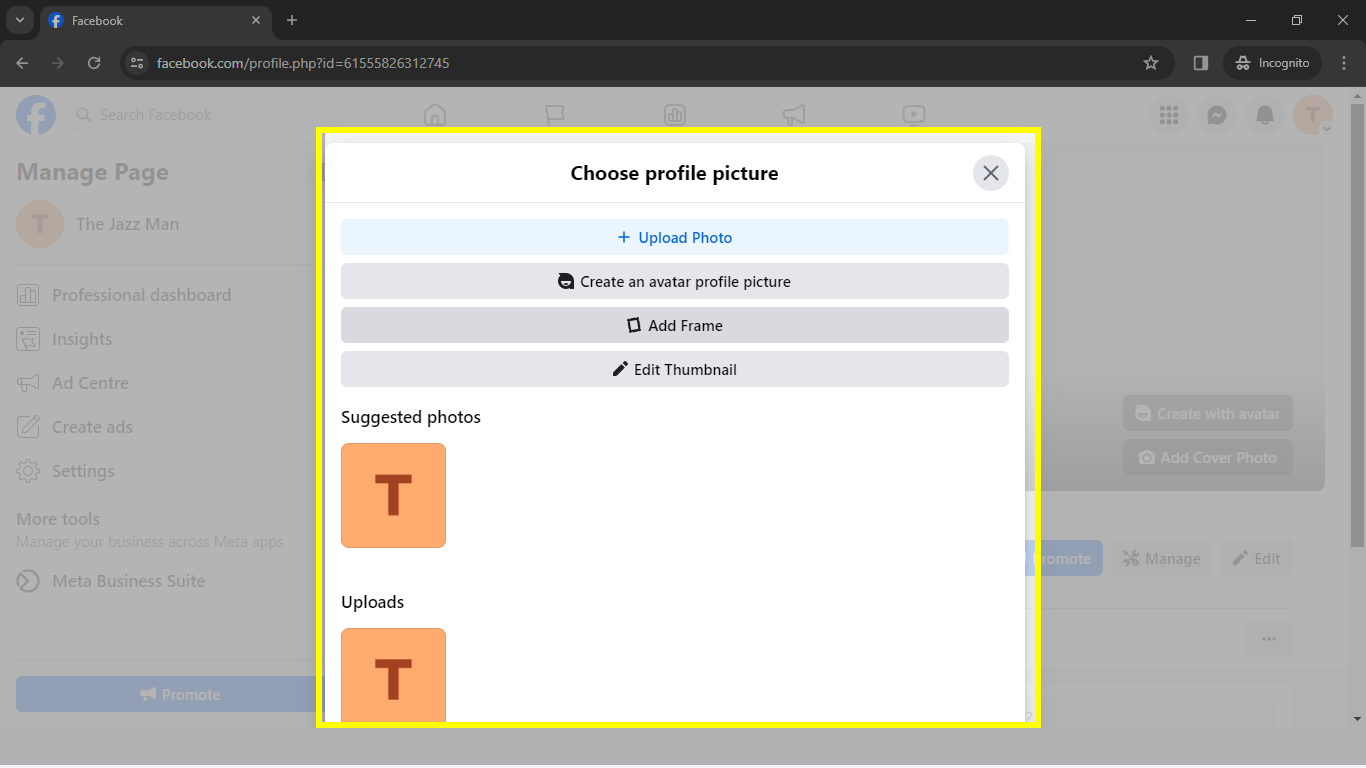 Facebook
facebook.com/profile.php?id=61555826312745
Incognito
Search Facebook
T
Manage Page
T The Jazz Man
Professional dashboard
Insights
Ad Centre
Create ads
Settings
More tools
Manage your business across Meta apps
Meta Business Suite
Promote
Choose profile picture
+ Upload Photo
Create an avatar profile picture
Add Frame
Edit Thumbnail
Suggested photos
T
Uploads
T
Create with avatar
Add Cover Photo
Promote
Manage
Edit